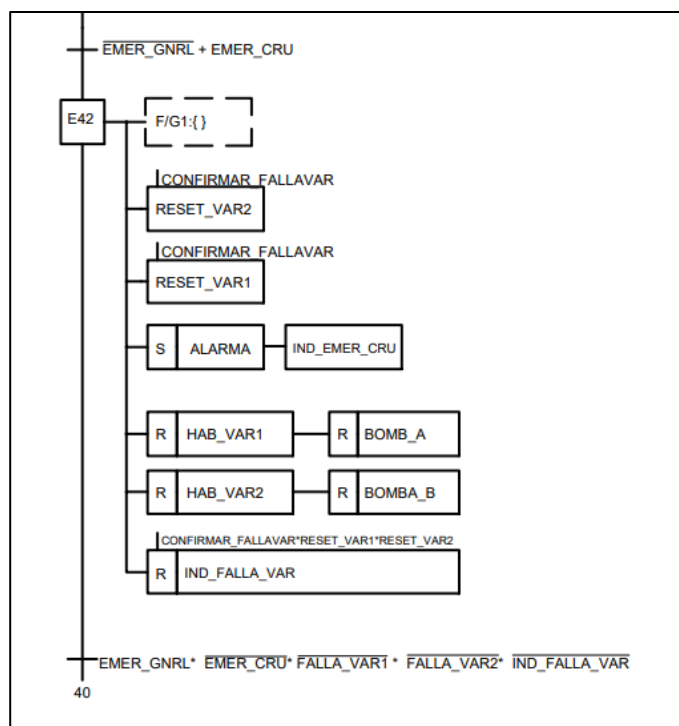 EMER_GNRL + EMER_CRU
E42
F/G1:{ }
CONFIRMAR_FALLAVAR
RESET_VAR2
CONFIRMAR_FALLAVAR
RESET_VAR1
S ALARMA IND_EMER_CRU
R HAB_VAR1 R BOMB_A
R HAB_VAR2 R BOMBA_B
CONFIRMAR_FALLAVAR*RESET_VAR1*RESET_VAR2
R IND_FALLA_VAR
EMER_GNRL* EMER_CRU* FALLA_VAR1 * FALLA_VAR2* IND_FALLA_VAR
40